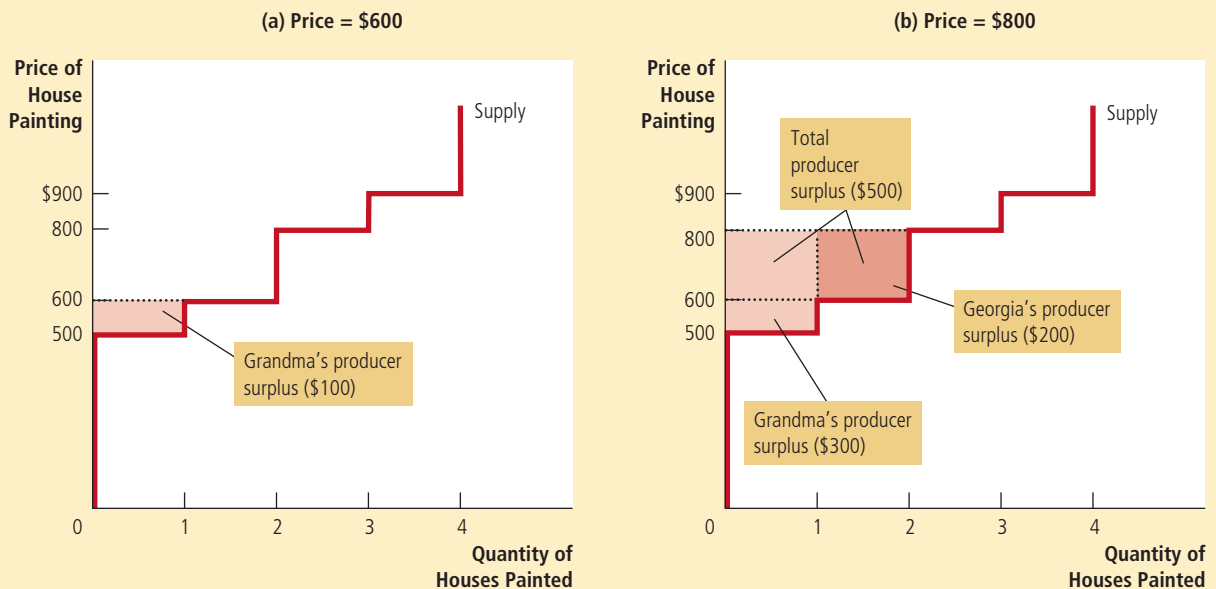 (a) Price = $600
Price of
House
Painting
Supply
$900
800
600
500
Grandma's producer
surplus ($100)
0
1
2
3
4
Quantity of
Houses Painted
(b) Price = $800
Price of
House
Painting
Supply
Total
producer
surplus ($500)
$900
800
600
500
Georgia's producer
surplus ($200)
Grandma's producer
surplus ($300)
0
1
2
3
4
Quantity of
Houses Painted